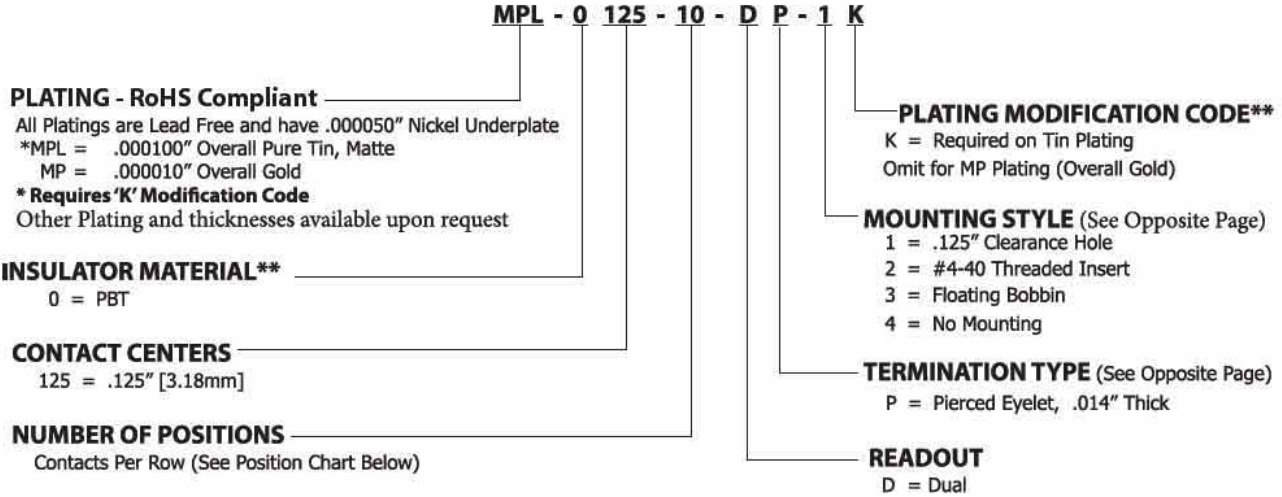 MPL - 0 125 - 10 - D P - 1 K
PLATING - RoHS Compliant
All Platings are Lead Free and have .000050" Nickel Underplate
*MPL = .000100" Overall Pure Tin, Matte
MP = .000010" Overall Gold
* Requires 'K' Modification Code
Other Plating and thicknesses available upon request
INSULATOR MATERIAL**
0 = PBT
CONTACT CENTERS
125 = .125" [3.18mm]
NUMBER OF POSITIONS
Contacts Per Row (See Position Chart Below)
PLATING MODIFICATION CODE**
K = Required on Tin Plating
Omit for MP Plating (Overall Gold)
MOUNTING STYLE (See Opposite Page)
1 = .125" Clearance Hole
2 = #4-40 Threaded Insert
3 = Floating Bobbin
4 = No Mounting
TERMINATION TYPE (See Opposite Page)
P = Pierced Eyelet, .014" Thick
READOUT
D = Dual